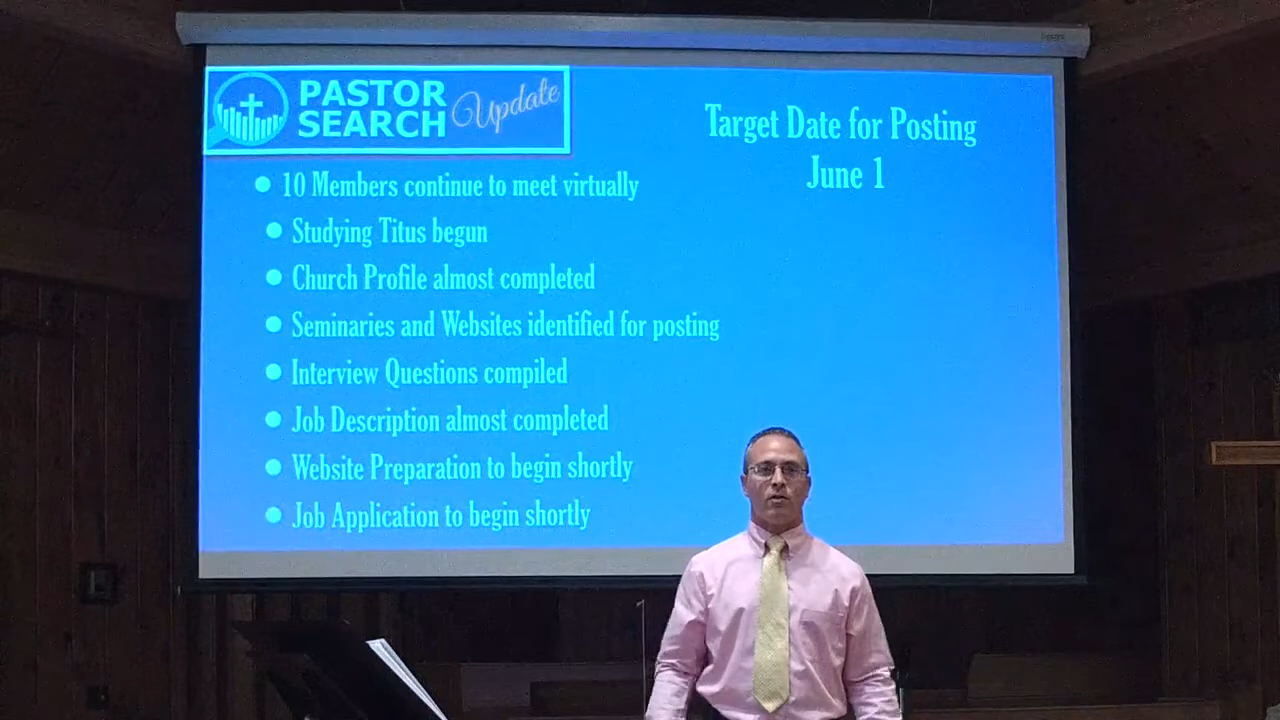 PASTOR
SEARCH
Update
Target Date for Posting
June 1
● 10 Members continue to meet virtually
● Studying Titus begun
● Church Profile almost completed
● Seminaries and Websites identified for posting
● Interview Questions compiled
● Job Description almost completed
● Website Preparation to begin shortly
● Job Application to begin shortly